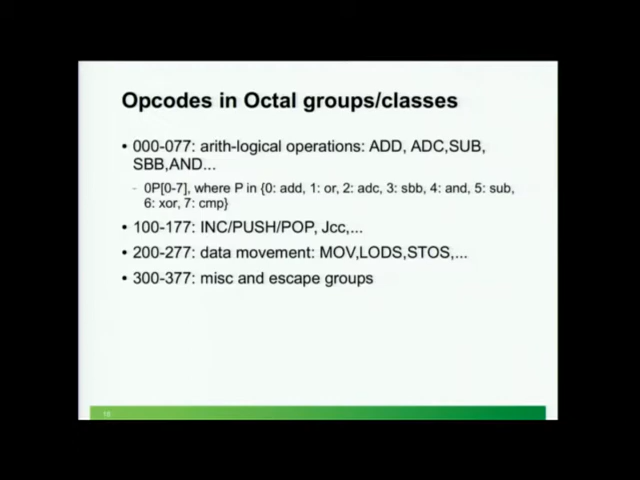 Opcodes in Octal groups/classes
• 000-077: arith-logical operations: ADD, ADC,SUB,
SBB,AND...
- 0P[0-7], where P in {0: add, 1: or, 2: adc, 3: sbb, 4: and, 5: sub,
6: xor, 7: cmp}
• 100-177: INC/PUSH/POP, Jcc,...
• 200-277: data movement: MOV,LODS,STOS,...
• 300-377: misc and escape groups